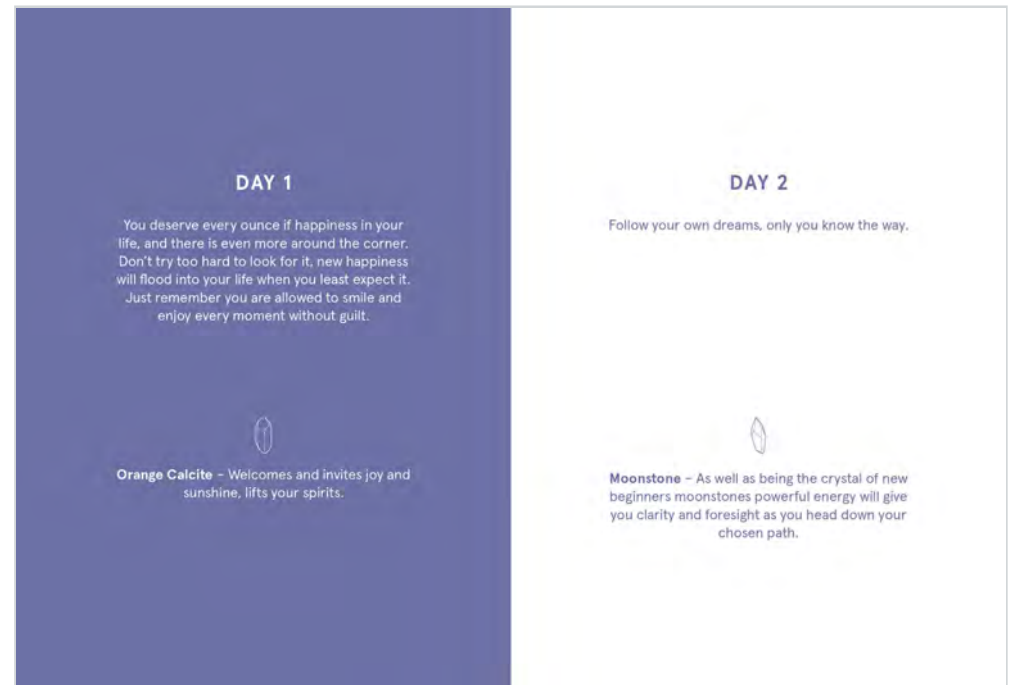 DAY 1
You deserve every ounce if happiness in your
life, and there is even more around the corner.
Don't try too hard to look for it, new happiness
will flood into your life when you least expect it.
Just remember you are allowed to smile and
enjoy every moment without guilt.
Orange Calcite – Welcomes and invites joy and
sunshine, lifts your spirits.
DAY 2
Follow your own dreams, only you know the way.
Moonstone – As well as being the crystal of new
beginners moonstones powerful energy will give
you clarity and foresight as you head down your
chosen path.